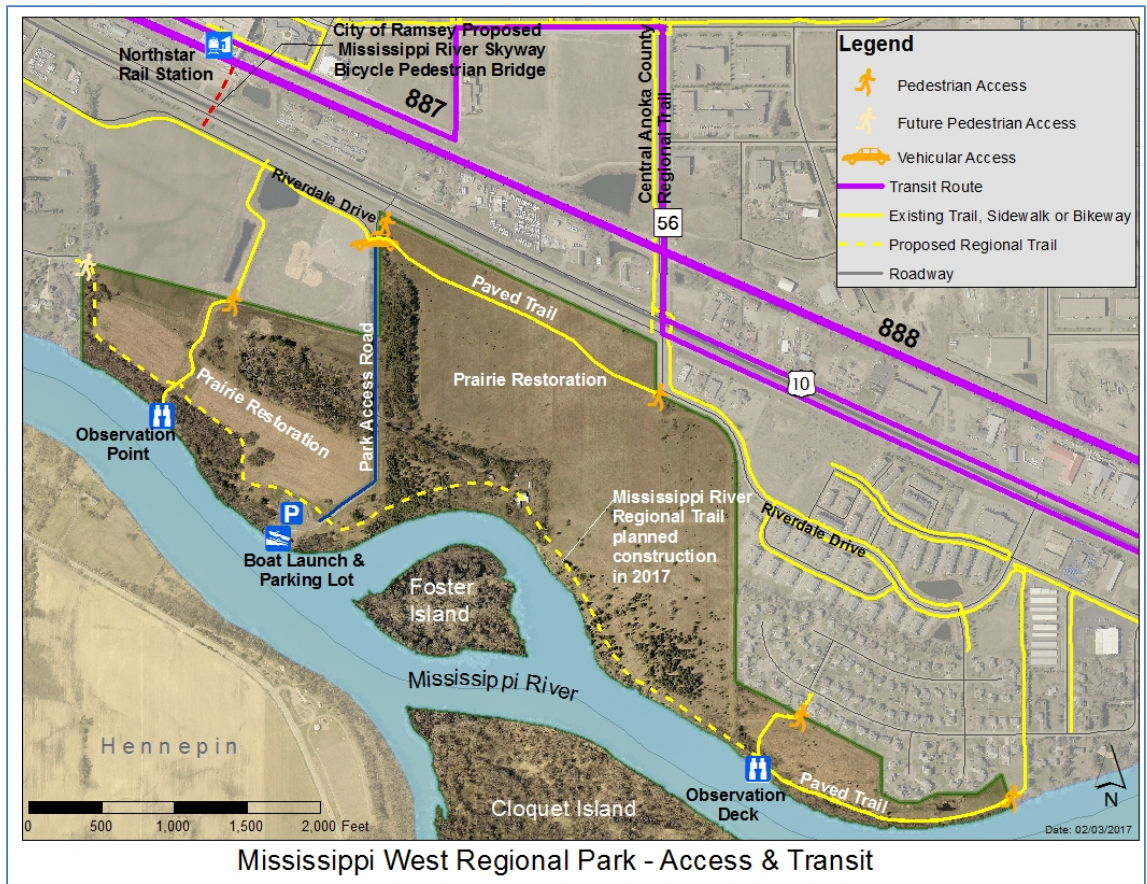 City of Ramsey Proposed
Mississippi River Skyway
Bicycle Pedestrian Bridge
Northstar
Rail Station
887
Central Anoka County
Regional Trail
Legend
Pedestrian Access
Future Pedestrian Access
Vehicular Access
Transit Route
Existing Trail, Sidewalk or Bikeway
Proposed Regional Trail
Roadway
Riverdale Drive
56
Paved Trail
888
10
Prairie Restoration
Park Access Road
Prairie Restoration
Observation
Point
Mississippi River
Regional Trail
planned
construction
in 2017
Riverdale Drive
P
Boat Launch &
Parking Lot
Foster
Island
Mississippi River
Hennepin
Observation
Deck
Paved Trail
Cloquet Island
N
0 500 1,000 1,500 2,000 Feet
Date: 02/03/2017
Mississippi West Regional Park - Access & Transit